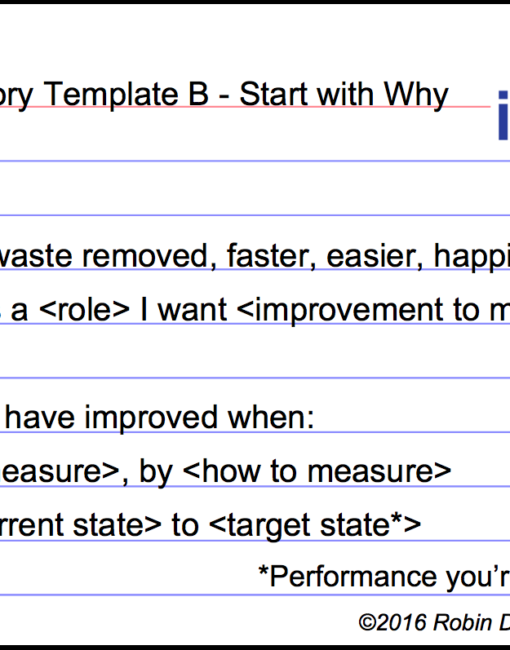 ory Template B - Start with Why
waste removed, faster, easier, happi
a <role> I want <improvement to m
have improved when:
easure>, by <how to measure>
rrent state> to <target state*>
*Performance you'r
©2016 Robin D